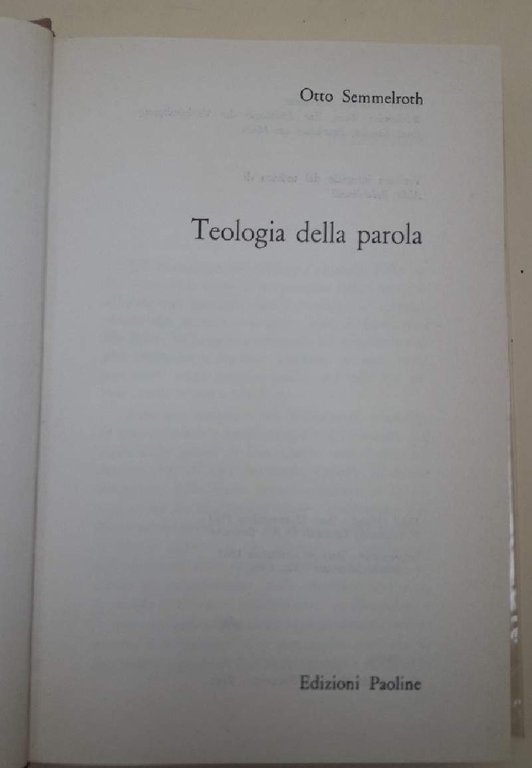 Otto Semmelroth
Teologia della parola
Edizioni Paoline